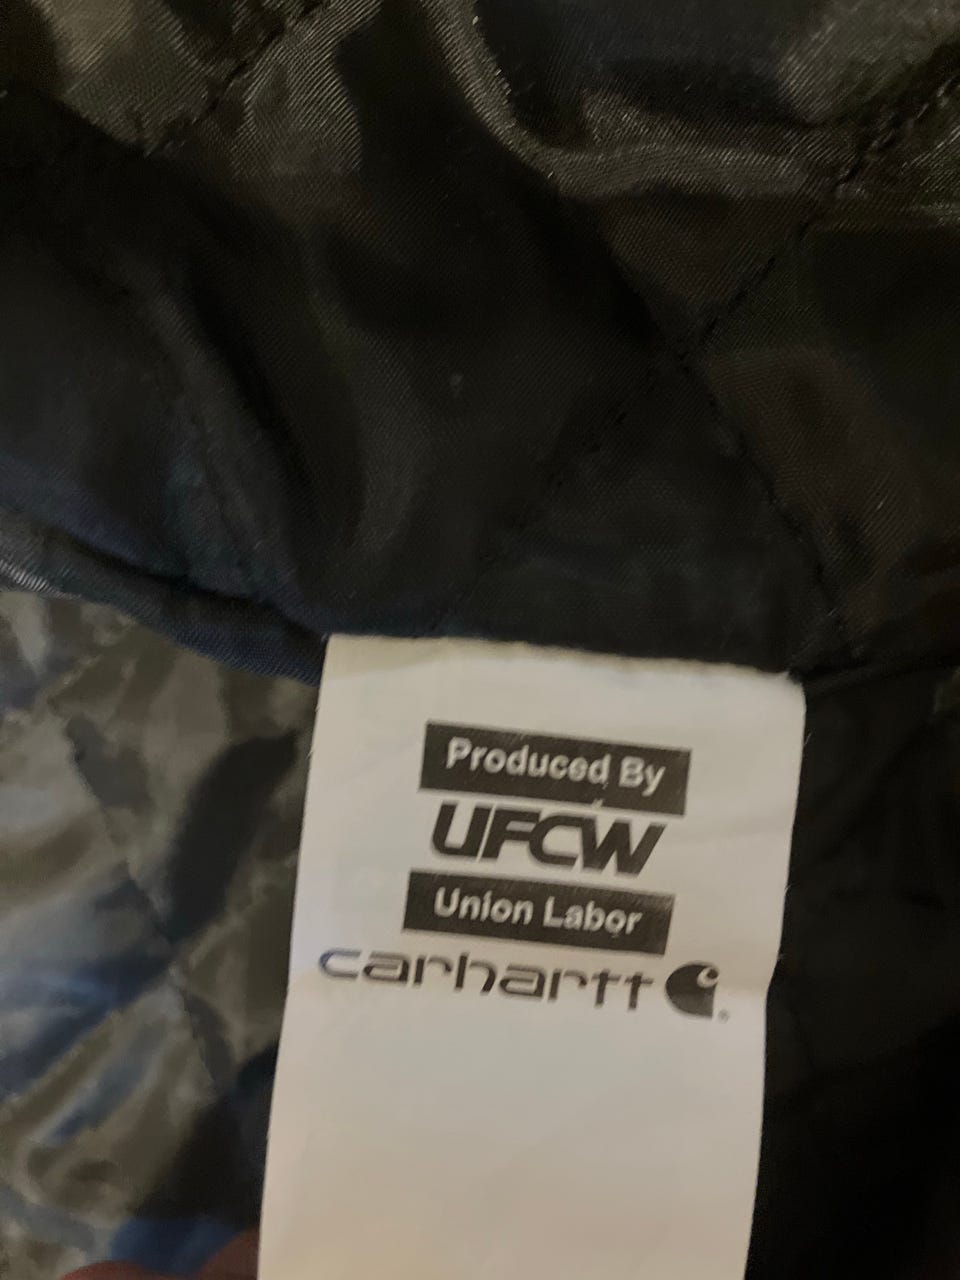 Produced By
UFCW
Union Labor
carhartt